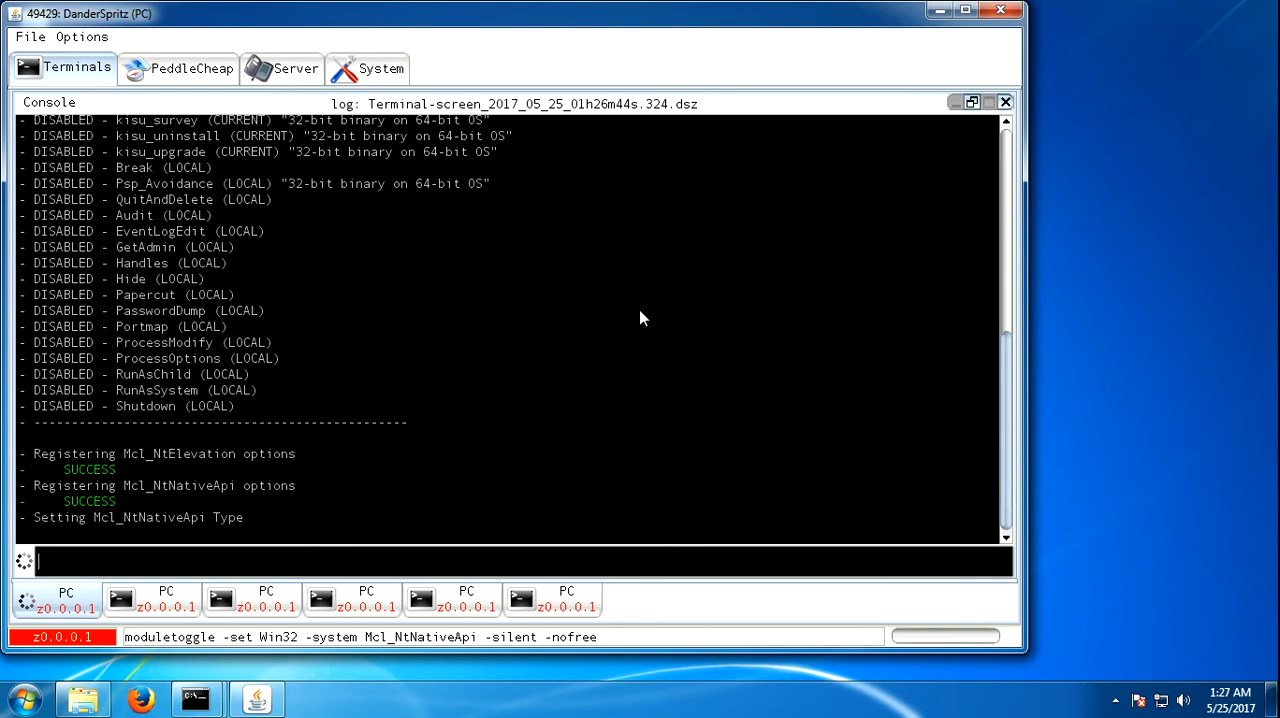 49429: DanderSpritz (PC)
File Options
Terminals PeddleCheap Server System
Console log: Terminal-screen_2017_05_25_01h26m44s.324.dsz
- DISABLED - kisu_survey (CURRENT) "32-bit binary on 64-bit OS"
- DISABLED - kisu_uninstall (CURRENT) "32-bit binary on 64-bit OS"
- DISABLED - kisu_upgrade (CURRENT) "32-bit binary on 64-bit OS"
- DISABLED - Break (LOCAL)
- DISABLED - Psp_Avoidance (LOCAL) "32-bit binary on 64-bit OS"
- DISABLED - QuitAndDelete (LOCAL)
- DISABLED - Audit (LOCAL)
- DISABLED - EventLogEdit (LOCAL)
- DISABLED - GetAdmin (LOCAL)
- DISABLED - Handles (LOCAL)
- DISABLED - Hide (LOCAL)
- DISABLED - Papercut (LOCAL)
- DISABLED - PasswordDump (LOCAL)
- DISABLED - Portmap (LOCAL)
- DISABLED - ProcessModify (LOCAL)
- DISABLED - ProcessOptions (LOCAL)
- DISABLED - RunAsChild (LOCAL)
- DISABLED - RunAsSystem (LOCAL)
- DISABLED - Shutdown (LOCAL)
- --------------------------------------------------
- Registering Mcl_NtElevation options
- SUCCESS
- Registering Mcl_NtNativeApi options
- SUCCESS
- Setting Mcl_NtNativeApi Type
PC PC PC PC PC PC
z0.0.0.1 z0.0.0.1 z0.0.0.1 z0.0.0.1 z0.0.0.1 z0.0.0.1
z0.0.0.1 moduletoggle -set Win32 -system Mcl_NtNativeApi -silent -nofree
C:\
1:27 AM
5/25/2017